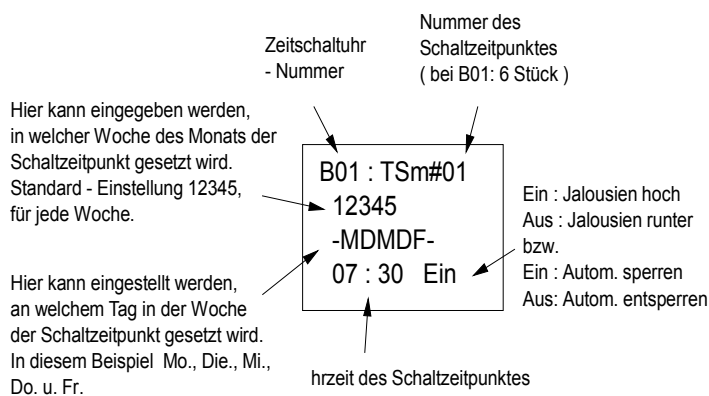 Zeitschaltuhr
- Nummer
Nummer des
Schaltzeitpunktes
( bei B01: 6 Stück )
Hier kann eingegeben werden,
in welcher Woche des Monats der
Schaltzeitpunkt gesetzt wird.
Standard - Einstellung 12345,
für jede Woche.
Hier kann eingestellt werden,
an welchem Tag in der Woche
der Schaltzeitpunkt gesetzt wird.
In diesem Beispiel Mo., Die., Mi.,
Do. u. Fr.
B01 : TSm#01
12345
-MDMDF-
07 : 30 Ein
Ein : Jalousien hoch
Aus : Jalousien runter
bzw.
Ein : Autom. sperren
Aus: Autom. entsperren
hrzeit des Schaltzeitpunktes